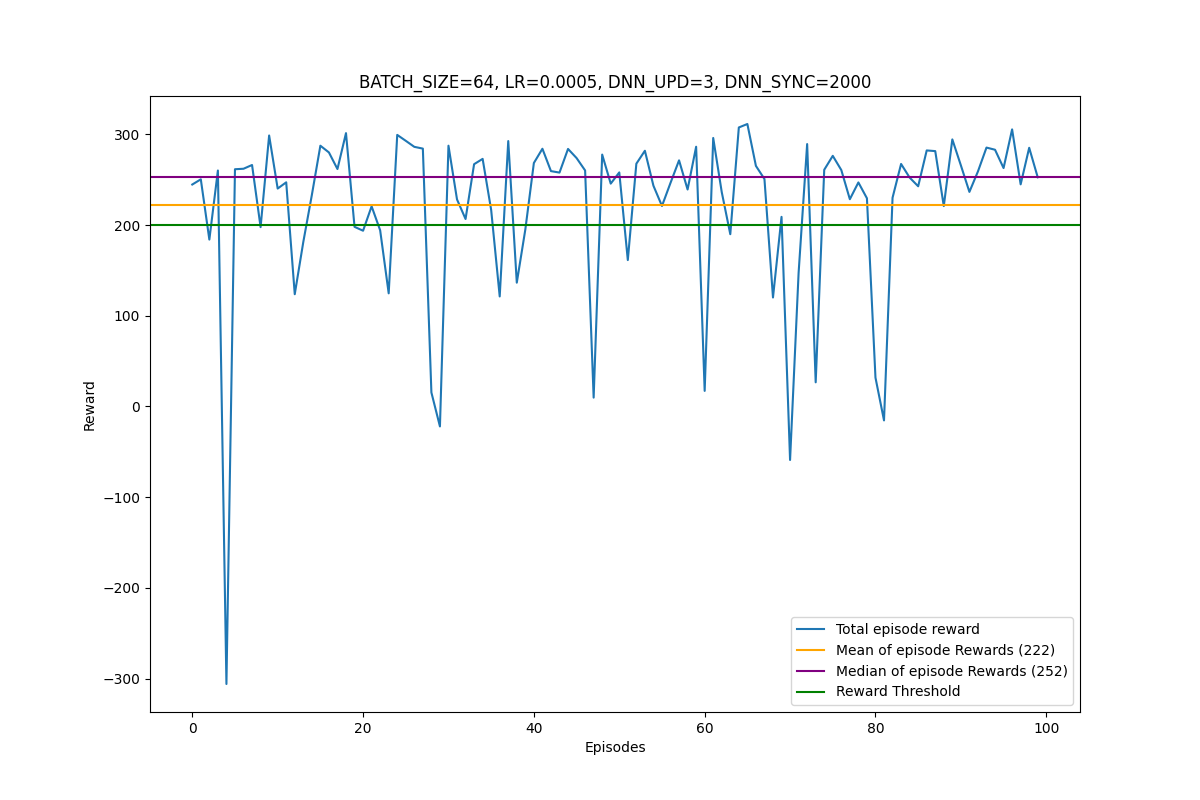 BATCH_SIZE=64, LR=0.0005, DNN_UPD=3, DNN_SYNC=2000
300
200
100
0
−100
−200
−300
Reward
0
20
40
60
80
100
Episodes
Total episode reward
Mean of episode Rewards (222)
Median of episode Rewards (252)
Reward Threshold